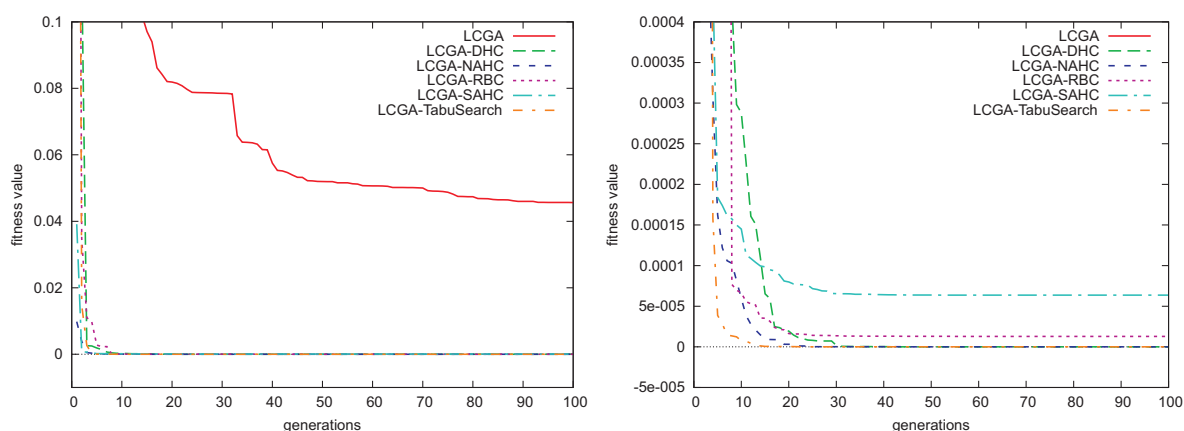 0.1
0.08
0.06
0.04
0.02
0
fitness value
0 10 20 30 40 50 60 70 80 90 100
generations
LCGA
LCGA-DHC
LCGA-NAHC
LCGA-RBC
LCGA-SAHC
LCGA-TabuSearch
0.0004
0.00035
0.0003
0.00025
0.0002
0.00015
0.0001
5e-005
0
-5e-005
fitness value
0 10 20 30 40 50 60 70 80 90 100
generations
LCGA
LCGA-DHC
LCGA-NAHC
LCGA-RBC
LCGA-SAHC
LCGA-TabuSearch